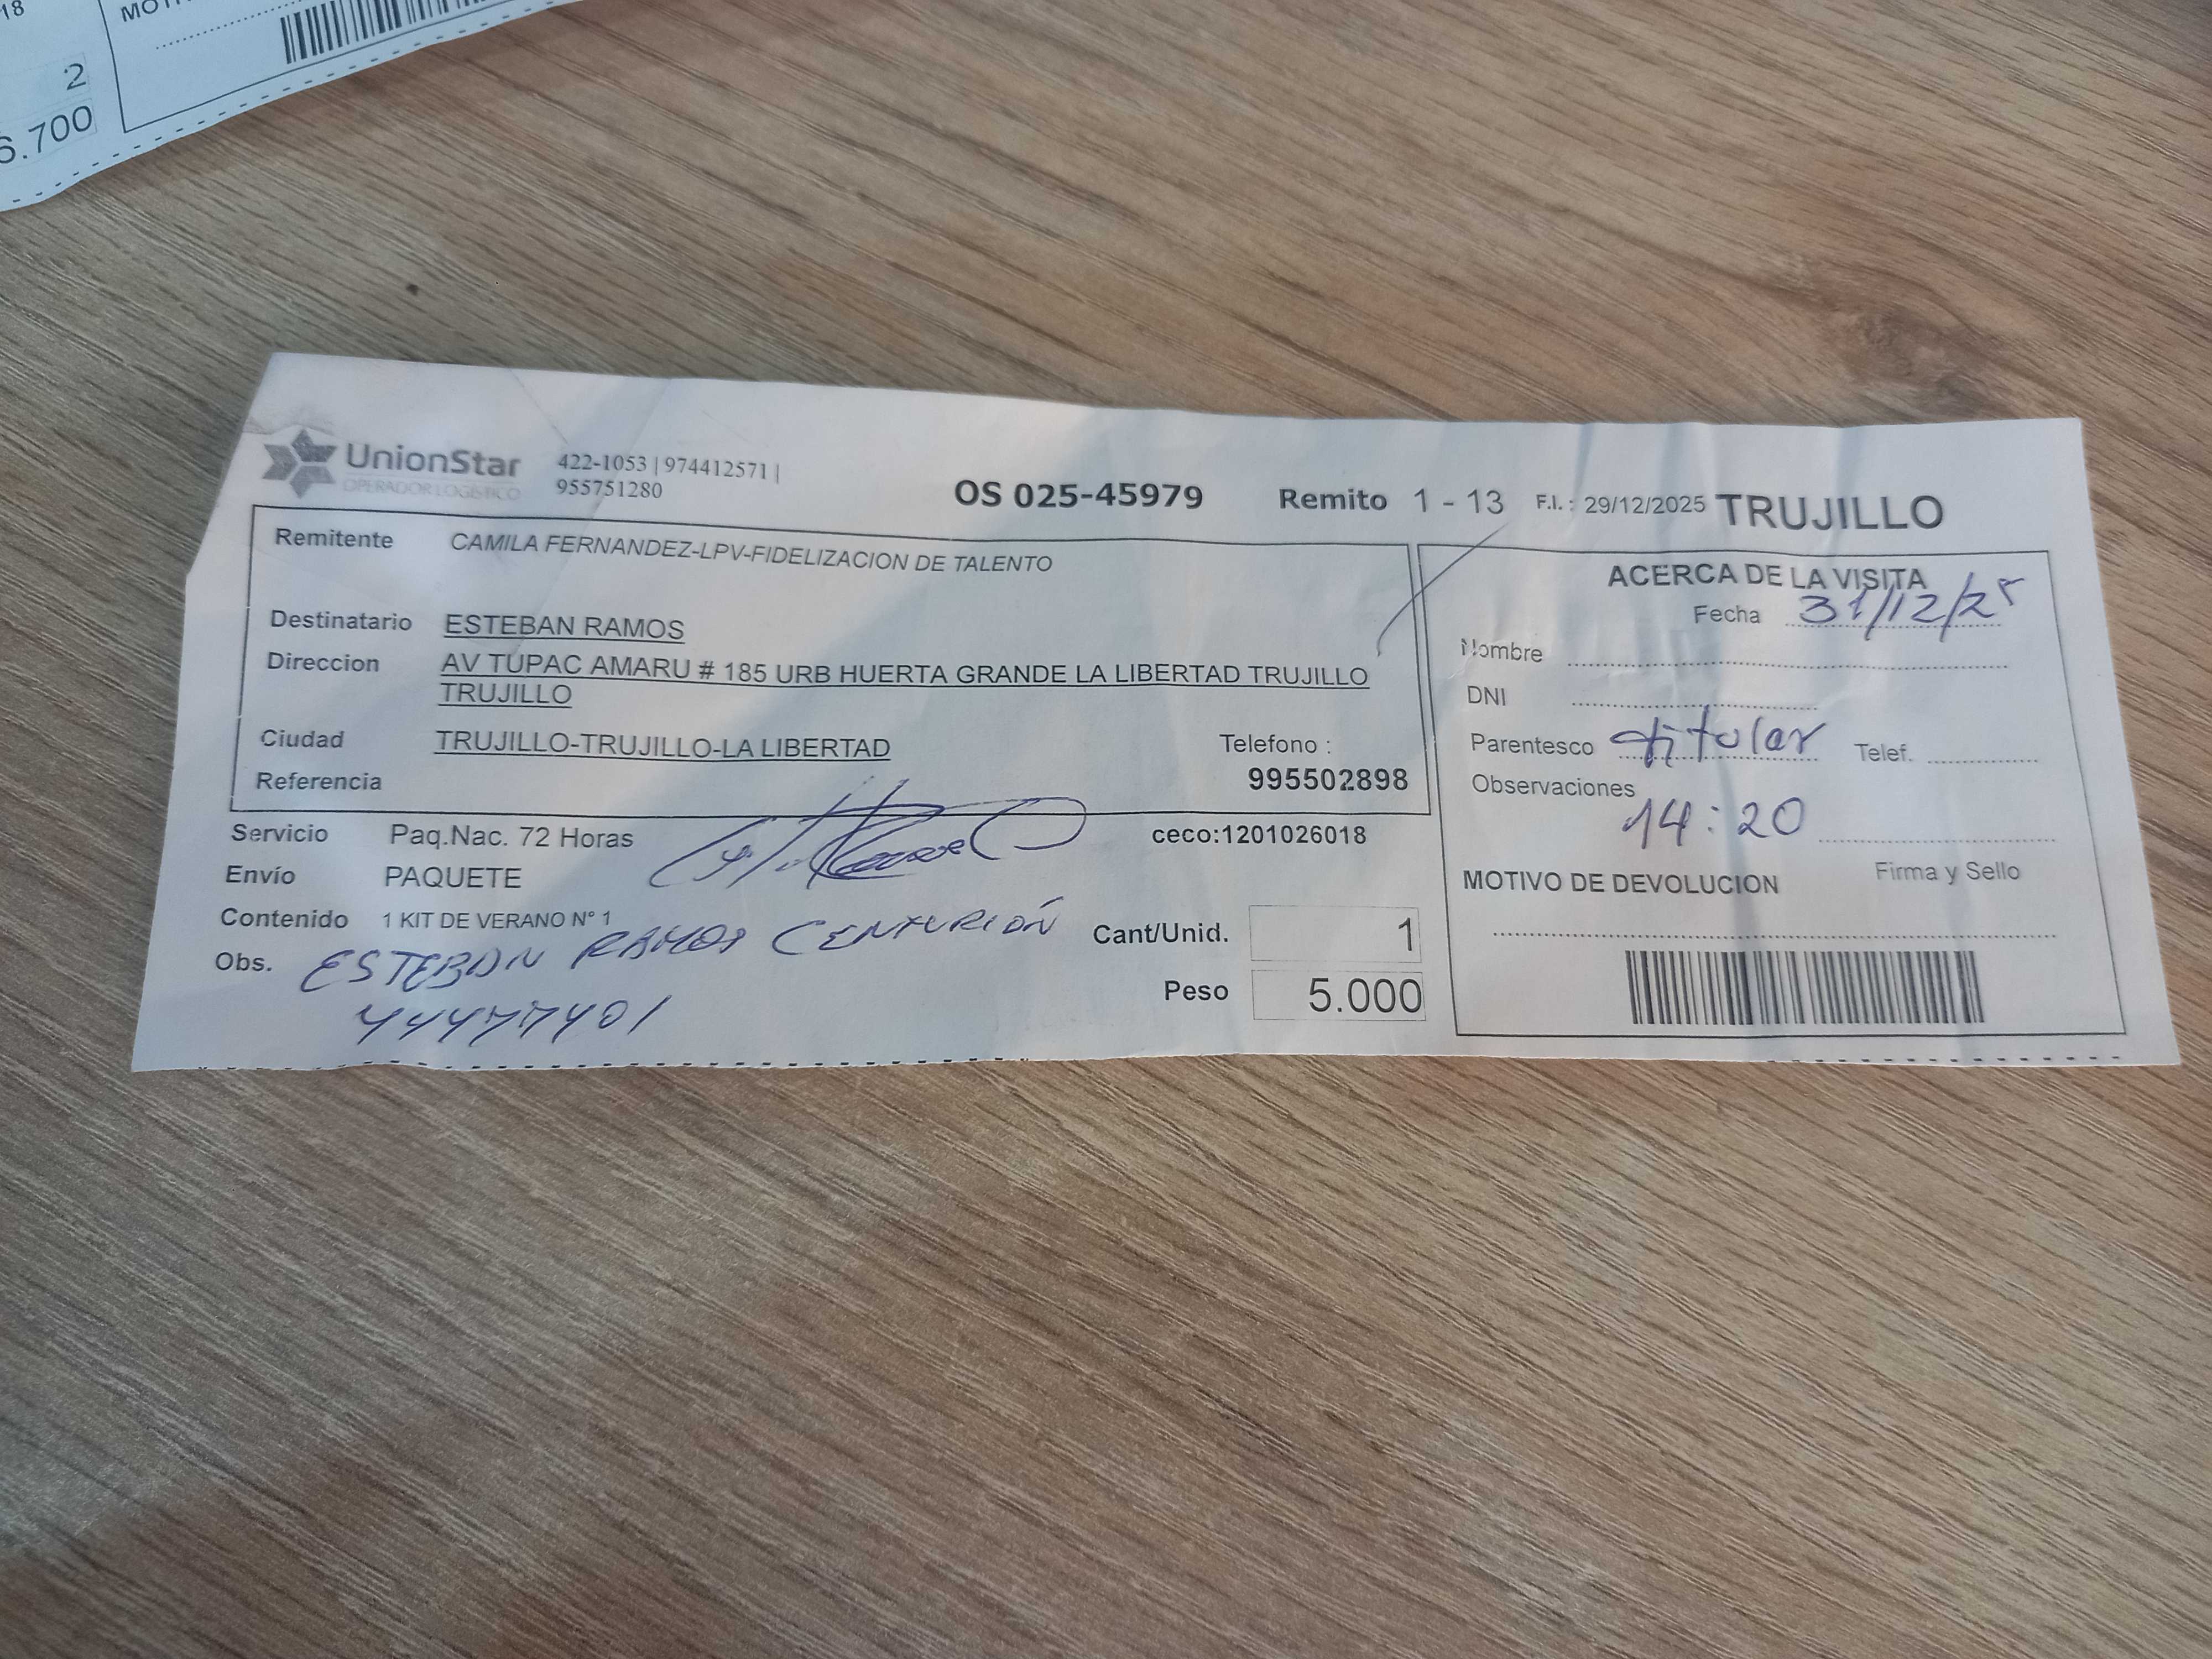 18
2
6.700
UnionStar
OPERADOR LOGÍSTICO
422-1053 | 974412571 |
955751280
OS 025-45979
Remito 1 - 13
F.I. : 29/12/2025
TRUJILLO
Remitente CAMILA FERNANDEZ-LPV-FIDELIZACION DE TALENTO
Destinatario ESTEBAN RAMOS
Direccion AV TUPAC AMARU # 185 URB HUERTA GRANDE LA LIBERTAD TRUJILLO
TRUJILLO
Ciudad TRUJILLO-TRUJILLO-LA LIBERTAD
Telefono :
995502898
Referencia
Servicio Paq.Nac. 72 Horas
ceco:1201026018
Envío PAQUETE
Contenido 1 KIT DE VERANO N° 1
Obs. ESTEBAN RAMOS CENTURIÓN
44477401
Cant/Unid. 1
Peso 5.000
ACERCA DE LA VISITA
Fecha 31/12/25
Nombre
DNI
Parentesco titular Telef.
Observaciones
14:20
Firma y Sello
MOTIVO DE DEVOLUCION